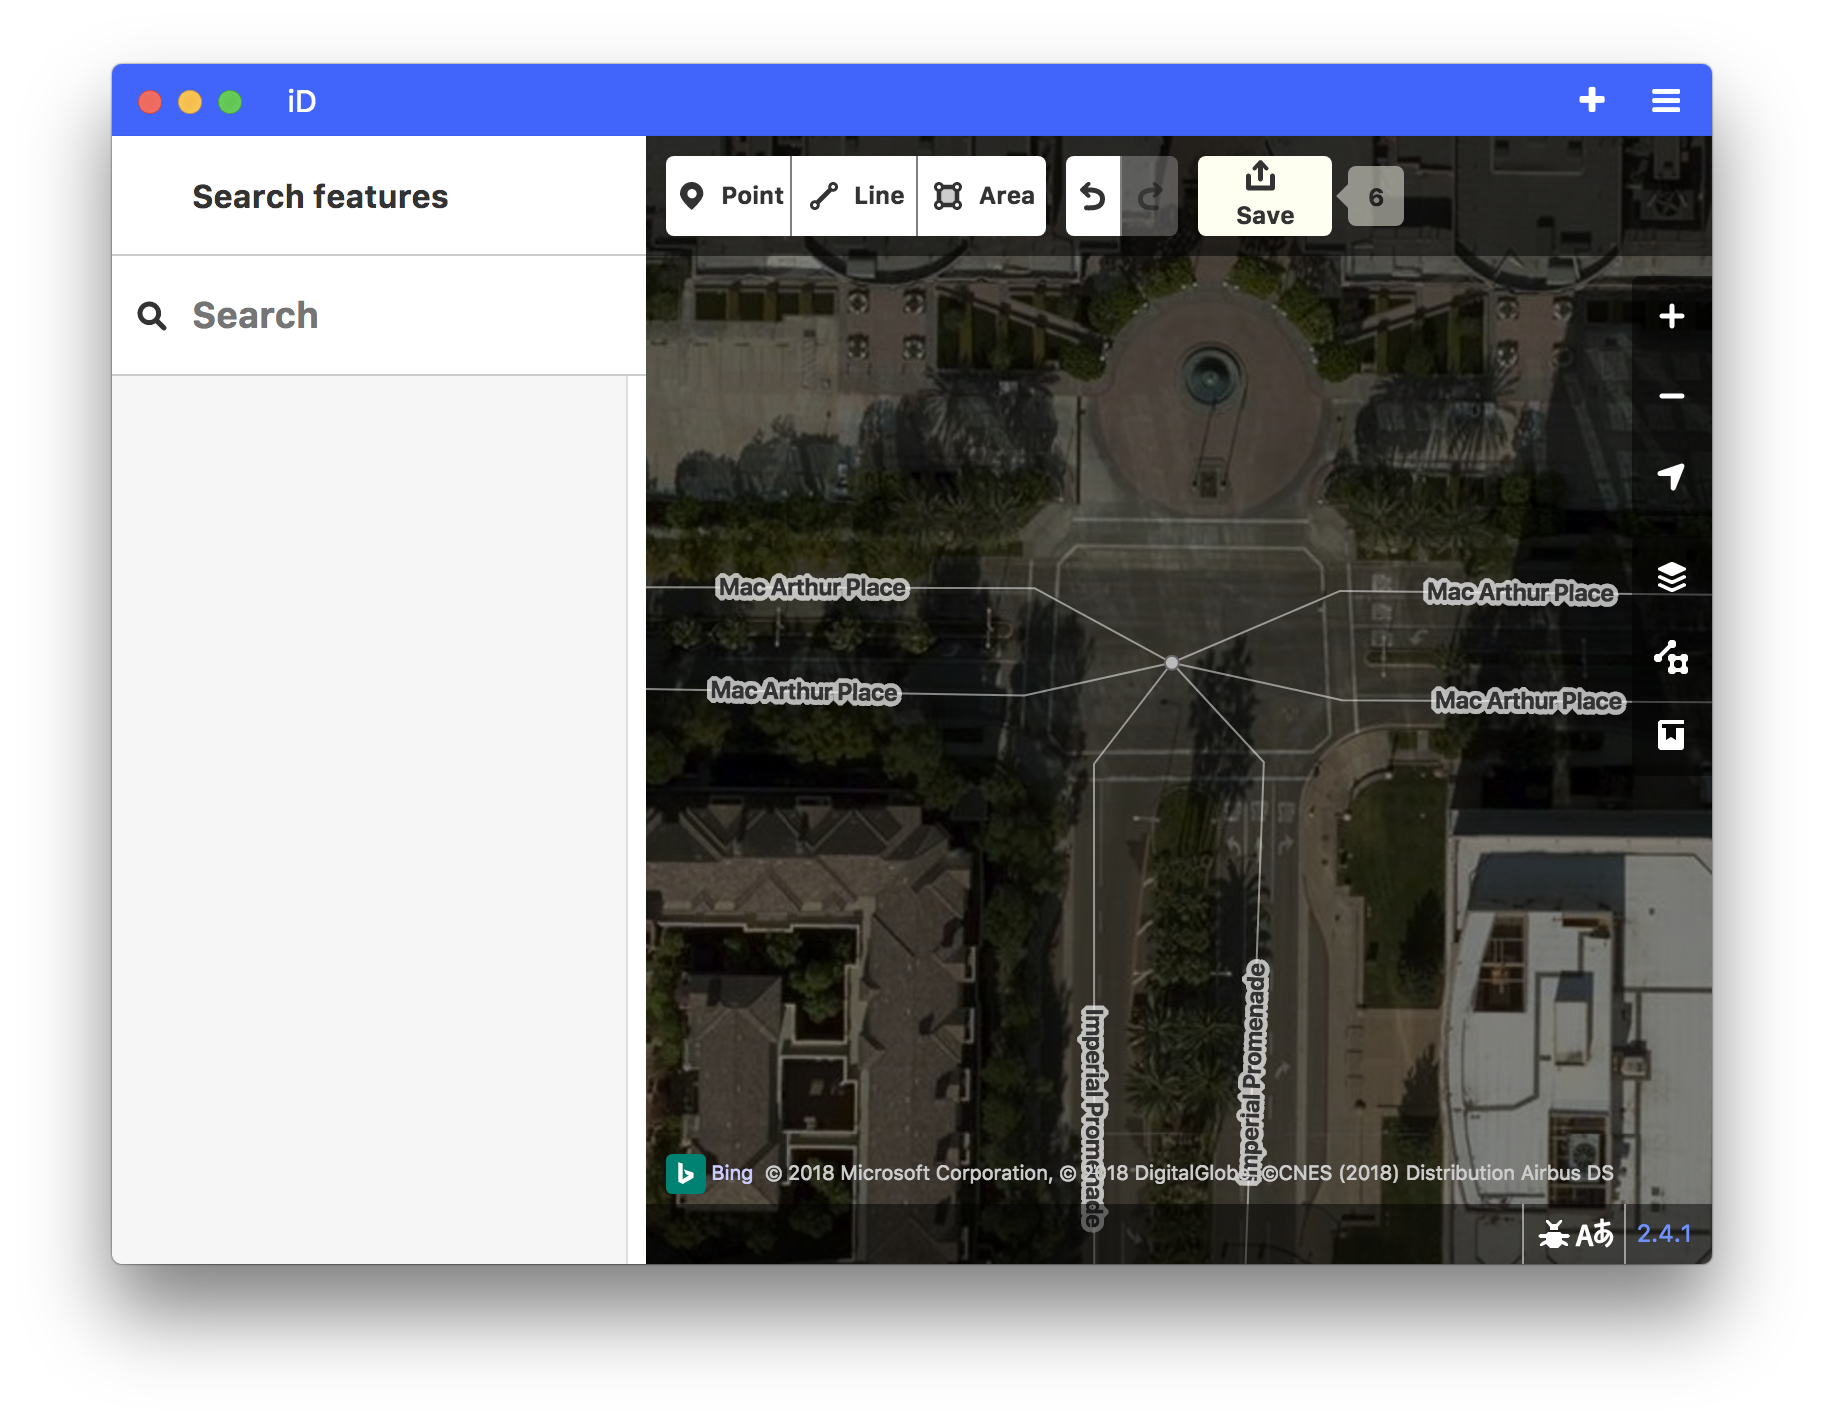 iD
Search features
Search
Point
Line
Area
Save
6
Mac Arthur Place
Mac Arthur Place
Mac Arthur Place
Mac Arthur Place
Imperial Promenade
Imperial Promenade
Bing © 2018 Microsoft Corporation, © 2018 DigitalGlobe, ©CNES (2018) Distribution Airbus DS
Aあ 2.4.1